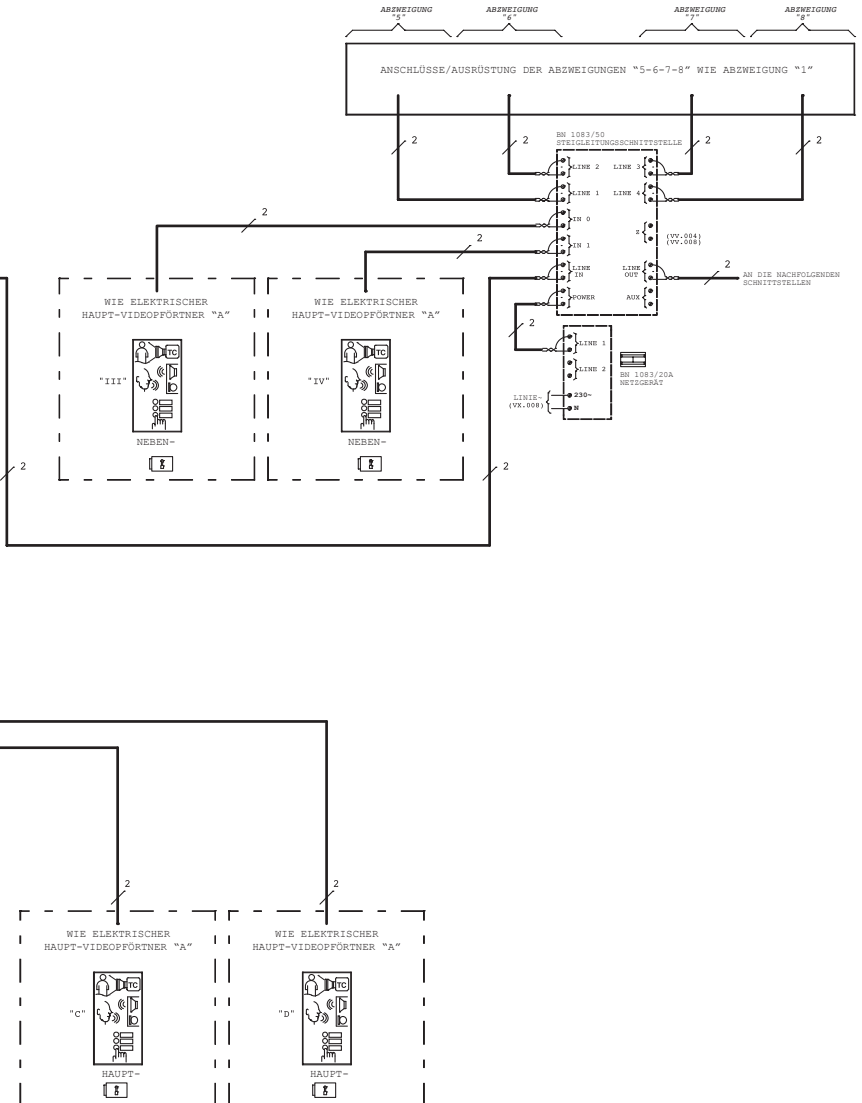 ABZWEIGUNG ABZWEIGUNG ABZWEIGUNG ABZWEIGUNG
"5" "6" "7" "8"
ANSCHLÜSSE/AUSRÜSTUNG DER ABZWEIGUNGEN “5-6-7-8” WIE ABZWEIGUNG “1”
2 2 2 2
BN 1083/50
STEIGLEITUNGSSCHNITTSTELLE
LINE 2 LINE 3
LINE 1 LINE 4
2
IN 0
Z (VV.004)
(VV.008)
2
IN 1
LINE IN
LINE OUT
2
AN DIE NACHFOLGENDEN
SCHNITTSTELLEN
POWER AUX
2
LINE 1
LINE 2
BN 1083/20A
NETZGERÄT
LINIE~
(VX.008)
230~
N
WIE ELEKTRISCHER
HAUPT-VIDEOPFÖRTNER “A”
TC
"III"
NEBEN-
WIE ELEKTRISCHER
HAUPT-VIDEOPFÖRTNER “A”
TC
"IV"
NEBEN-
2 2
2 2
WIE ELEKTRISCHER
HAUPT-VIDEOPFÖRTNER “A”
TC
"C"
HAUPT-
WIE ELEKTRISCHER
HAUPT-VIDEOPFÖRTNER “A”
TC
"D"
HAUPT-